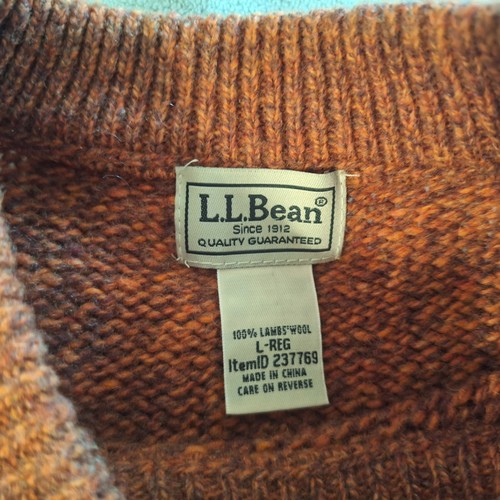 L.L.Bean®
Since 1912
QUALITY GUARANTEED
100% LAMBS'WOOL
L-REG
ItemID 237769
MADE IN CHINA
CARE ON REVERSE